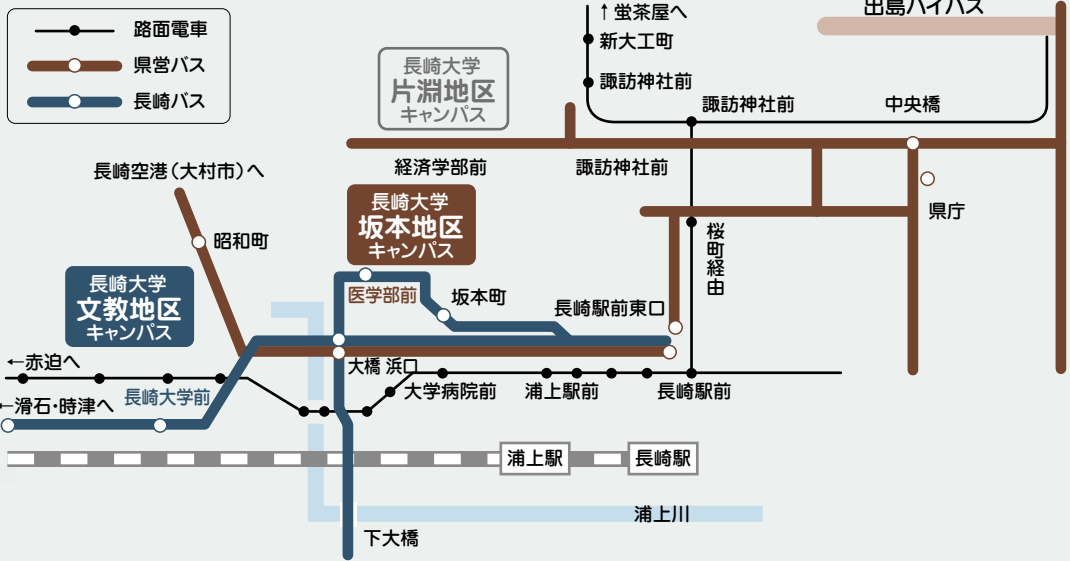 路面電車
県営バス
長崎バス
↑蛍茶屋へ
新大工町
諏訪神社前
出島バイパス
長崎大学
片淵地区
キャンパス
諏訪神社前
中央橋
経済学部前
諏訪神社前
県庁
長崎空港(大村市)へ
昭和町
長崎大学
坂本地区
キャンパス
桜町経由
長崎大学
文教地区
キャンパス
医学部前
坂本町
長崎駅前東口
←赤迫へ
大橋 浜口
長崎大学前
大学病院前
浦上駅前
長崎駅前
←滑石・時津へ
浦上駅
長崎駅
浦上川
下大橋